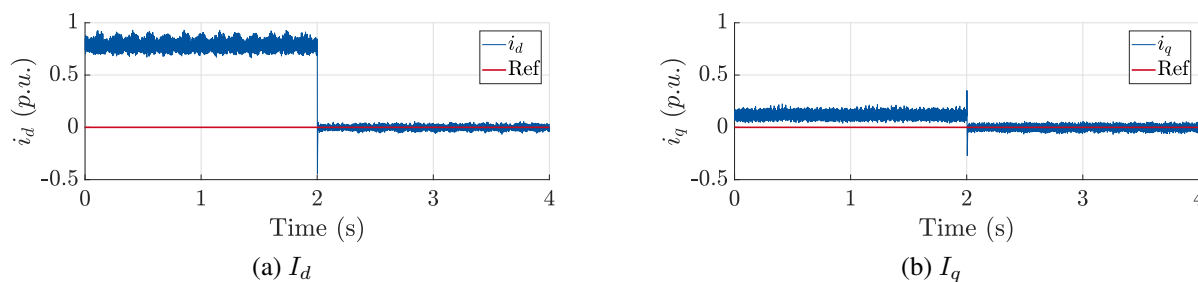 1
0.5
0
-0.5
i_d (p.u.)
i_d
Ref
0 1 2 3 4
Time (s)
(a) I_d
1
0.5
0
-0.5
i_q (p.u.)
i_q
Ref
0 1 2 3 4
Time (s)
(b) I_q